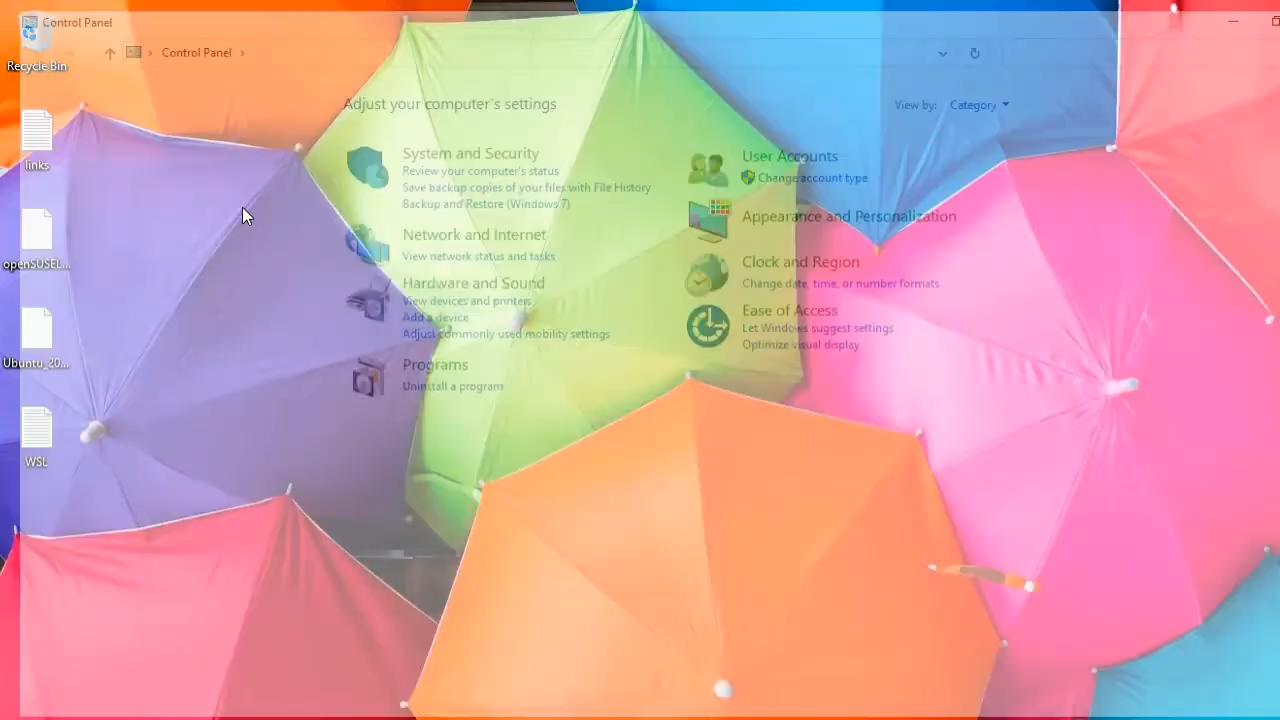 Control Panel
Control Panel
Recycle Bin
Adjust your computer's settings
View by: Category
System and Security
Review your computer's status
Save backup copies of your files with File History
Backup and Restore (Windows 7)
Network and Internet
View network status and tasks
Hardware and Sound
View devices and printers
Add a device
Adjust commonly used mobility settings
Programs
Uninstall a program
User Accounts
Change account type
Appearance and Personalization
Clock and Region
Change date, time, or number formats
Ease of Access
Let Windows suggest settings
Optimize visual display
links
openSUSEL...
Ubuntu_20...
WSL